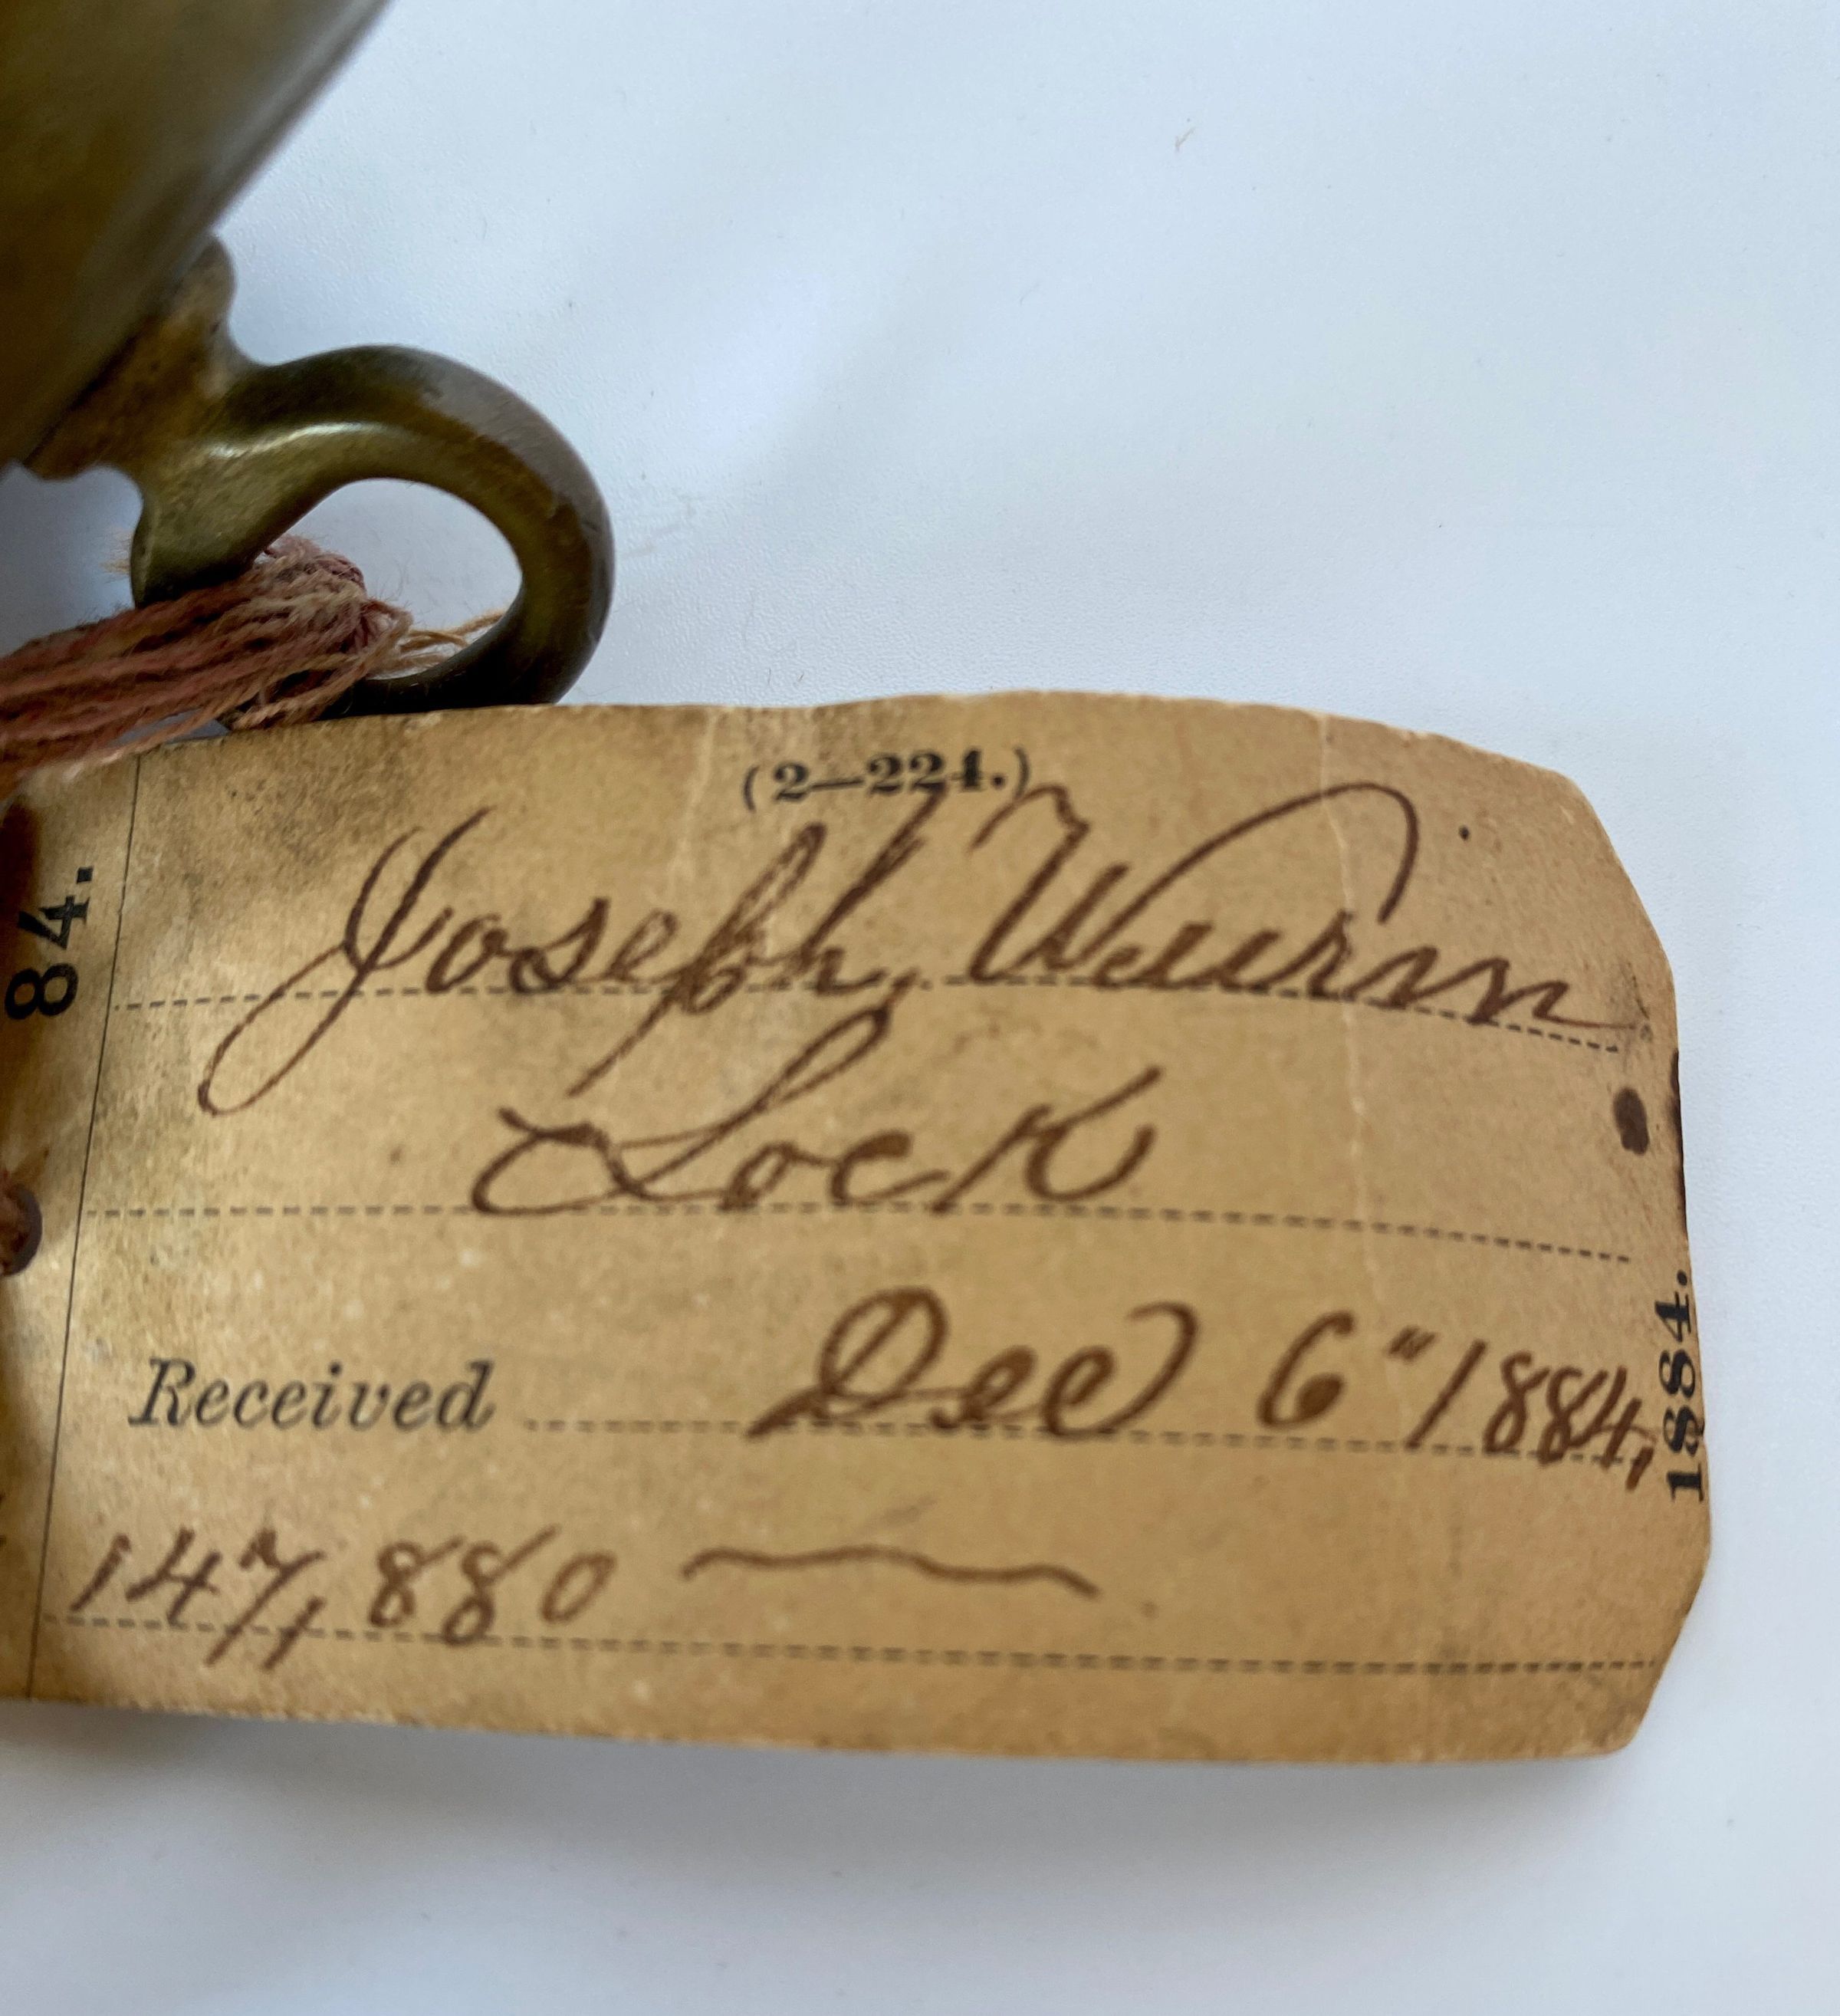 (2—224.)
Joseph, Wurm
Lock
Received Dec 6" 1884,
147,880
1884.
84.